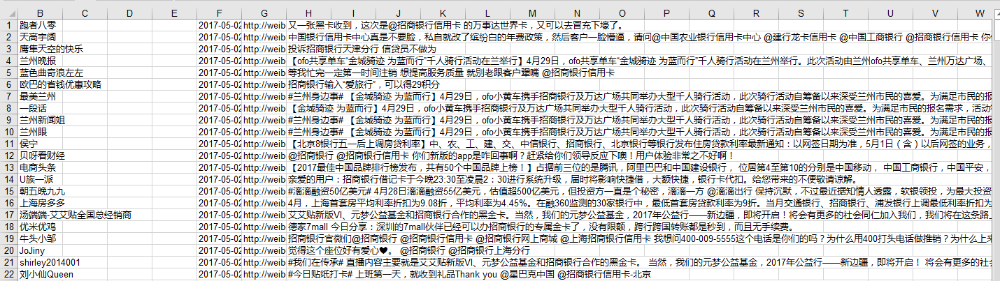 B C D E F G H I J K L M N O P Q R S T U V W
1 跑者八零 2017-05-02 http://weib 又一张黑卡收到，这次是@招商银行信用卡 的万事达世界卡，又可以去冒充下壕了。
2 天高宇阔 2017-05-02 http://weib 中国银行信用卡中心真是不要脸，私自就改了缤纷白的年费政策，然后客户一脸懵逼，请问@中国农业银行信用卡中心 @建行龙卡信用卡 @中国工商银行 @招商银行信用卡 你
3 鹰隼天空的快乐 2017-05-02 http://weib 投诉招商银行天津分行 信贷员不做为
4 兰州晚报 2017-05-02 http://weib 【ofo共享单车“金城骑迹 为蓝而行”千人骑行活动在兰举行】4月29日，ofo共享单车“金城骑迹 为蓝而行”千人骑行活动在兰州举行。此次活动由兰州ofo共享单车、兰州万达广场、
5 蓝色曲奇浪左左 2017-05-02 http://weib 等我忙完一定第一时间注销 想提高服务质量 就别老跟客户犟嘴 @招商银行信用卡
6 欧巴的省钱优惠攻略 2017-05-02 http://weib 招商银行输入“爱旅行”，可以得29积分
7 最美兰州 2017-05-02 http://weib #兰州身边事# 【金城骑迹 为蓝而行】4月29日，ofo小黄车携手招商银行及万达广场共同举办大型千人骑行活动，此次骑行活动自筹备以来深受兰州市民的喜爱。为满足市民的报
8 一段话 2017-05-02 http://weib 【金城骑迹 为蓝而行】4月29日，ofo小黄车携手招商银行及万达广场共同举办大型千人骑行活动，此次骑行活动自筹备以来深受兰州市民的喜爱。为满足市民的报名需求，活动
9 兰州新闻姐 2017-05-02 http://weib #兰州身边事# 【金城骑迹 为蓝而行】4月29日，ofo小黄车携手招商银行及万达广场共同举办大型千人骑行活动，此次骑行活动自筹备以来深受兰州市民的喜爱。为满足市民的报
10 兰州眼 2017-05-02 http://weib #兰州身边事# 【金城骑迹 为蓝而行】4月29日，ofo小黄车携手招商银行及万达广场共同举办大型千人骑行活动，此次骑行活动自筹备以来深受兰州市民的喜爱。为满足市民的报
11 侯宁 2017-05-02 http://weib 【北京8银行五一后上调房贷利率】中、农、工、建、交、中信银行、招商银行、北京银行等银行发布住房贷款利率最新通知：以网签日期为准，5月1日（含）以后网签的业务，
12 贝呀看财经 2017-05-02 http://weib @招商银行 @招商银行信用卡 你们新版的app是咋回事啊？赶紧给你们领导反应下噢！用户体验非常之不好啊！
13 电商头条 2017-05-02 http://weib 【2017最佳中国品牌排行榜发布，共有50个中国品牌上榜！】占据前三位的是腾讯，阿里巴巴和中国建设银行， 位居第4至第10的分别是中国移动， 中国工商银行，中国平安，
14 U族一派 2017-05-02 http://weib 亲爱的用户：招商银行借记卡于今晚23:30至凌晨2：30进行系统升级，届时将影响快捷借，大额快捷，银行卡代扣。给您带来的不便敬请谅解。
15 朝五晚九九 2017-05-02 http://weib #滴滴融资50亿美元# 4月28日滴滴融资55亿美元，估值超500亿美元，但投资方一直是个秘密，滴滴一方 @滴滴出行 保持沉默，不过最近据知情人透露，软银领投，为最大投资
16 上海房多多 2017-05-02 http://weib 4月，上海首套房平均利率折扣为9.08折，平均利率为4.45%。在融360监测的30家银行中，最低首套房贷款利率为9折。当月交通银行、招商银行、浦发银行上调最低利率折扣为
17 汤端端-艾艾贴全国总经销商 2017-05-02 http://weib 艾艾贴新版VI、元梦公益基金和招商银行合作的黑金卡。当然，我们的元梦公益基金，2017年公益行——新边疆，即将开启！将会有更多的社会同仁加入我们，我们将在这条路上
18 优米优鸡 2017-05-02 http://weib 德家7mall 今日分享：深圳的7mall伙伴已经可以办招商银行的专属金卡了，没有限额，跨行跨国转账都是秒到，而且无手续费。
19 牛头小邹 2017-05-02 http://weib 招商银行官微们@招商银行 @招商银行信用卡 @招商银行网上商城 @上海招商银行信用卡 我想问400-009-5555这个电话是你们的吗？为什么用400打头电话做推销？为什么上来
20 JoJiny 2017-05-02 http://weib 觉得这个座位好有爱心♥。 @招商银行 @招商银行上海分行
21 shirley2014001 2017-05-02 http://weib #我们在传承# 直播内容主要就是艾艾贴新版VI、元梦公益基金和招商银行合作的黑金卡。 当然，我们的元梦公益基金，2017年公益行——新边疆，即将开启！ 将会有更多的社会
22 刘小仙Queen 2017-05-02 http://weib #今日贴纸打卡# 上班第一天，就收到礼品Thank you @星巴克中国 @招商银行信用卡-北京